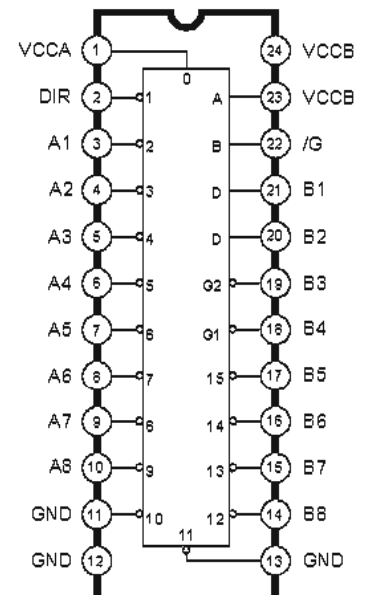 VCCA 1 0 24 VCCB
DIR 2 1 A 23 VCCB
A1 3 2 B 22 /G
A2 4 3 D 21 B1
A3 5 4 D 20 B2
A4 6 5 G2 19 B3
A5 7 6 G1 18 B4
A6 8 7 15 17 B5
A7 9 8 14 16 B6
A8 10 9 13 15 B7
GND 11 10 12 14 B8
GND 12 11 13 GND